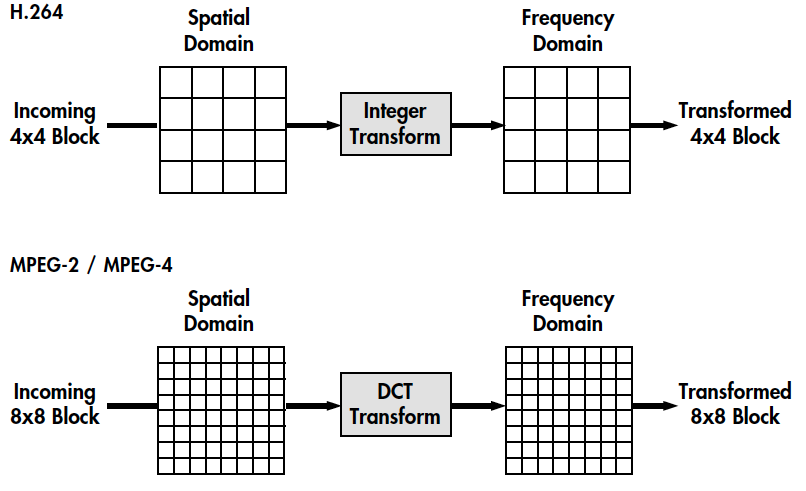 H.264
Spatial
Domain
Frequency
Domain
Incoming
4x4 Block
Integer
Transform
Transformed
4x4 Block
MPEG-2 / MPEG-4
Spatial
Domain
Frequency
Domain
Incoming
8x8 Block
DCT
Transform
Transformed
8x8 Block